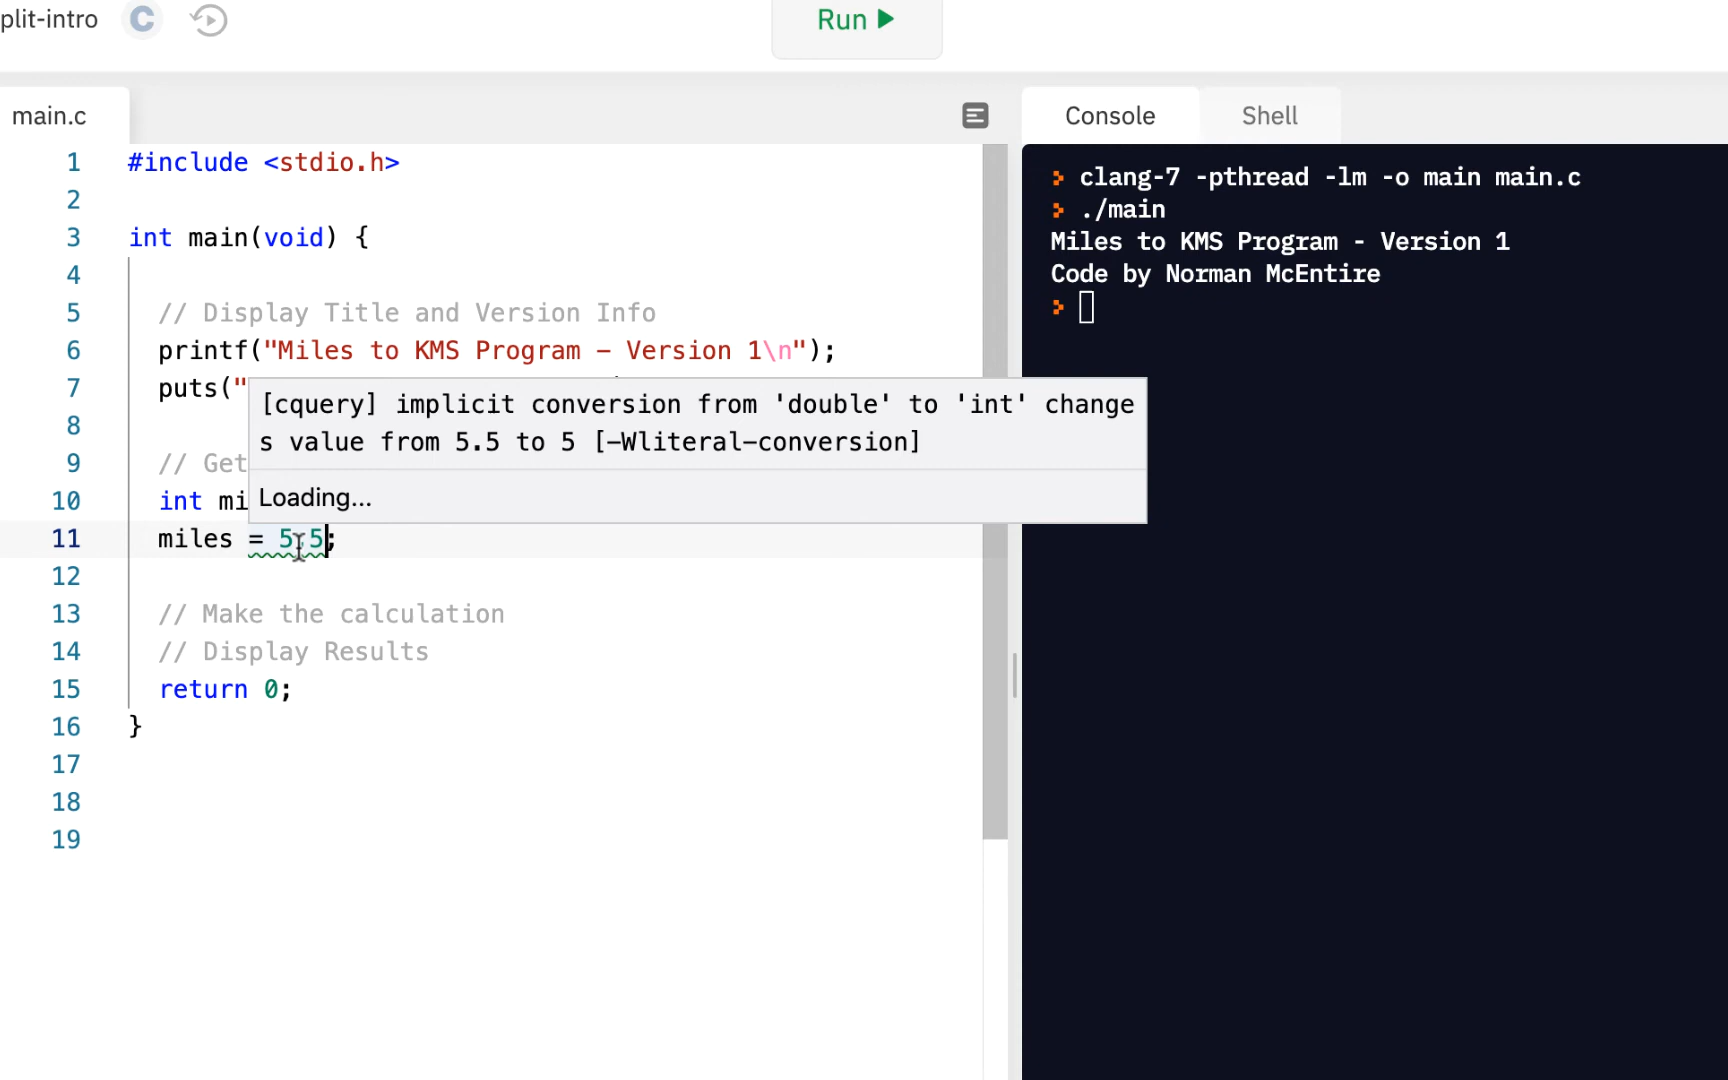 plit-intro C Run
main.c Console Shell
1 #include <stdio.h>
2
3 int main(void) {
4
5 // Display Title and Version Info
6 printf("Miles to KMS Program - Version 1\n");
7 puts("
8
9 // Get
10 int mi
11 miles = 5.5;
12
13 // Make the calculation
14 // Display Results
15 return 0;
16 }
17
18
19
[cquery] implicit conversion from 'double' to 'int' change
s value from 5.5 to 5 [-Wliteral-conversion]
Loading...
clang-7 -pthread -lm -o main main.c
./main
Miles to KMS Program - Version 1
Code by Norman McEntire